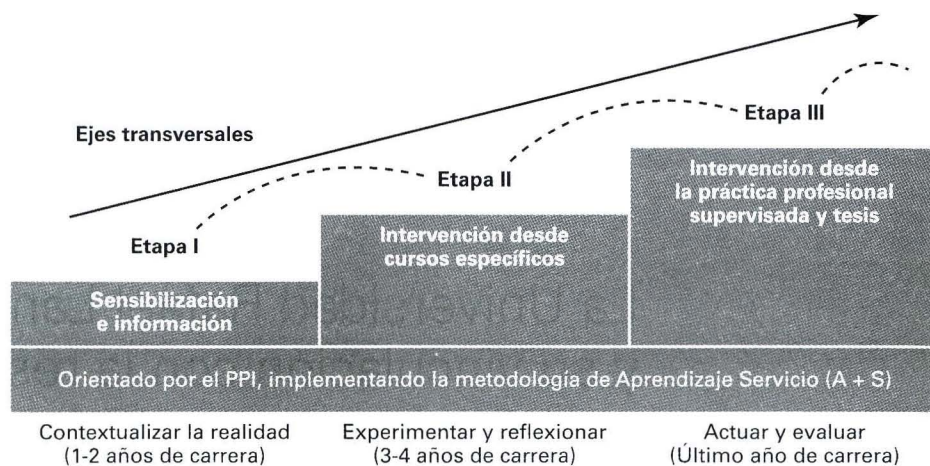 Ejes transversales
Etapa I
Etapa II
Etapa III
Sensibilización
e información
Intervención desde
cursos específicos
Intervención desde
la práctica profesional
supervisada y tesis
Orientado por el PPI, implementando la metodología de Aprendizaje Servicio (A + S)
Contextualizar la realidad
(1-2 años de carrera)
Experimentar y reflexionar
(3-4 años de carrera)
Actuar y evaluar
(Último año de carrera)